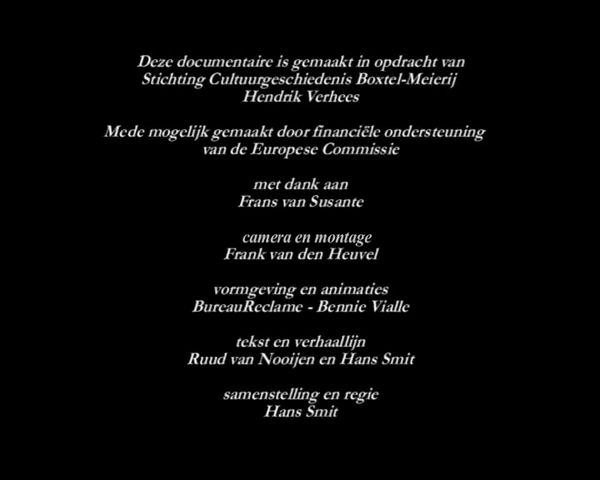 Deze documentaire is gemaakt in opdracht van
Stichting Cultuurgeschiedenis Boxtel-Meierij
Hendrik Verhees
Mede mogelijk gemaakt door financiële ondersteuning
van de Europese Commissie
met dank aan
Frans van Susante
camera en montage
Frank van den Heuvel
vormgeving en animaties
BureauReclame - Bennie Vialle
tekst en verhaallijn
Ruud van Nooijen en Hans Smit
samenstelling en regie
Hans Smit